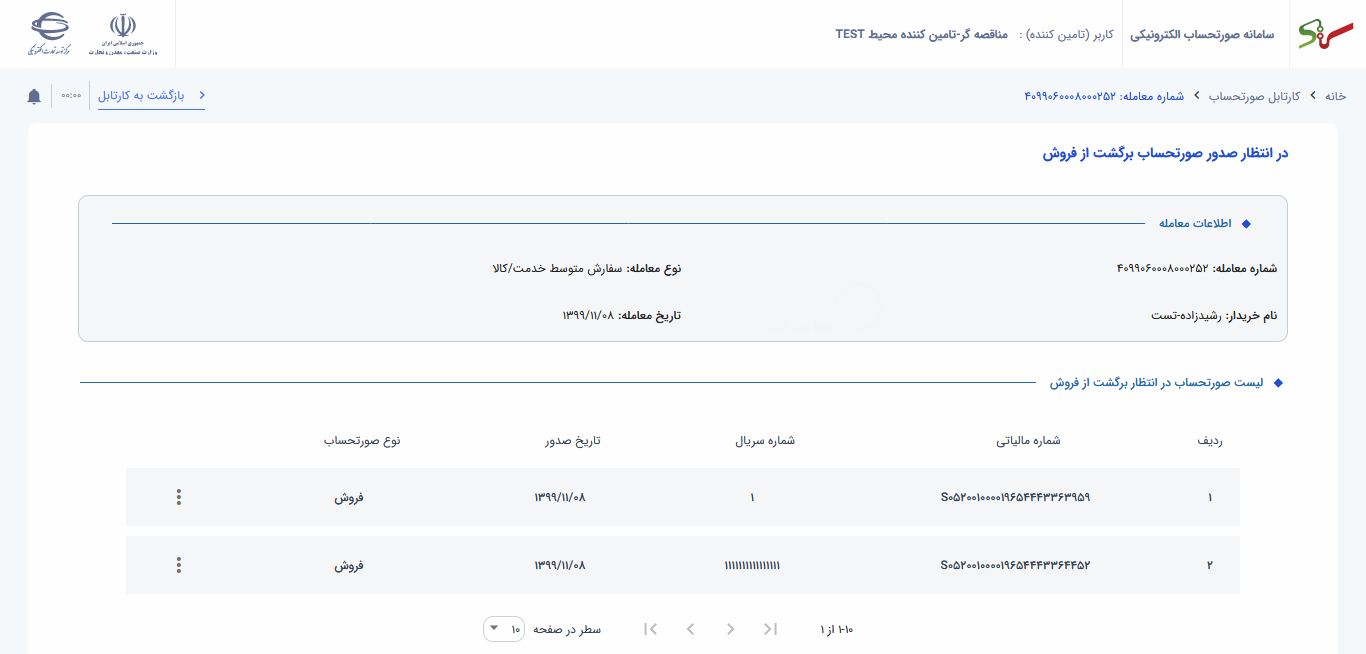 سامانه صورتحساب الکترونیکی
کاربر (تامین کننده) : مناقصه گر-تامین کننده محیط TEST
جمهوری اسلامی ایران
وزارت صنعت، معدن و تجارت
مرکز توسعه تجارت الکترونیکی
خانه > کارتابل صورتحساب > شماره معامله: ۴۰۹۹۰۶۰۰۰۸۰۰۰۲۵۲
بازگشت به کارتابل
۰۰:۰۰
در انتظار صدور صورتحساب برگشت از فروش
اطلاعات معامله
شماره معامله: ۴۰۹۹۰۶۰۰۰۸۰۰۰۲۵۲ نوع معامله: سفارش متوسط خدمت/کالا
نام خریدار: رشیدزاده-تست تاریخ معامله: ۱۳۹۹/۱۱/۰۸
لیست صورتحساب در انتظار برگشت از فروش
ردیف شماره مالیاتی شماره سریال تاریخ صدور نوع صورتحساب
۱ S۰۵۲۰۰۱۰۰۰۰۱۹۶۵۴۴۴۳۳۶۳۹۵۹ ۱ ۱۳۹۹/۱۱/۰۸ فروش
۲ S۰۵۲۰۰۱۰۰۰۰۱۹۶۵۴۴۴۳۳۶۴۴۵۲ ۱۳۹۹/۱۱/۰۸ فروش
۱-۱۰ از ۱ سطر در صفحه ۱۰